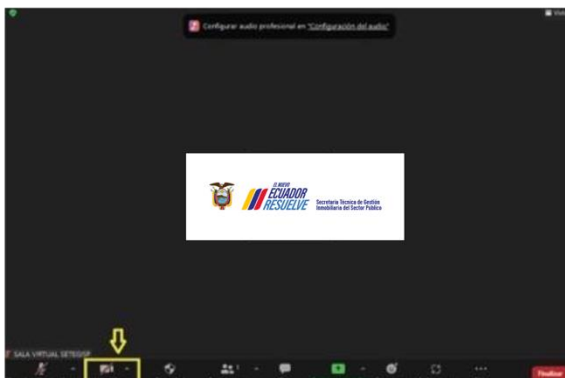 Configurar audio profesional en "Configuración del audio"
EL NUEVO
ECUADOR
RESUELVE
Secretaría Técnica de Gestión
Inmobiliaria del Sector Público
SALA VIRTUAL SETEGISP
1
Finalizar